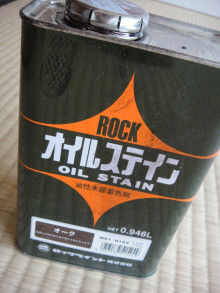 ROCK
オイルステイン
OIL STAIN
油性木部着色剤
NET 0.946L
オーク
ロックペイント株式会社